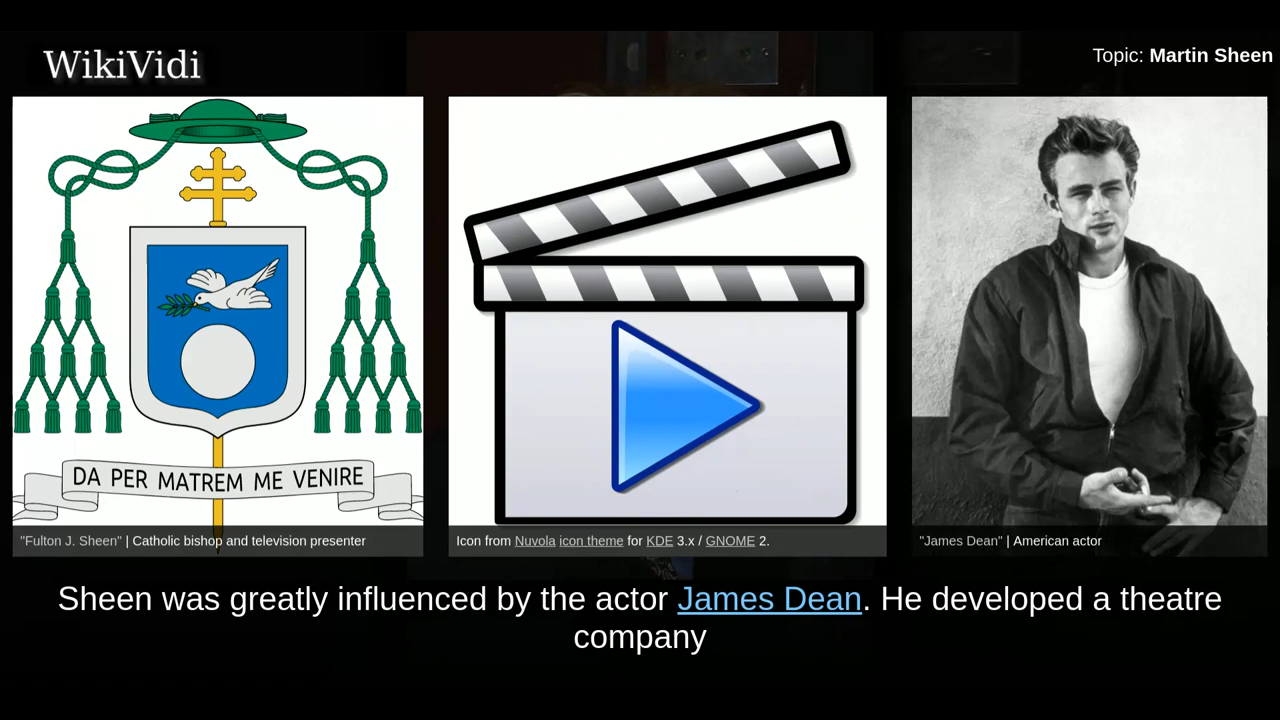 WikiVidi
Topic: Martin Sheen
DA PER MATREM ME VENIRE
"Fulton J. Sheen" | Catholic bishop and television presenter
Icon from Nuvola icon theme for KDE 3.x / GNOME 2.
"James Dean" | American actor
Sheen was greatly influenced by the actor James Dean. He developed a theatre
company